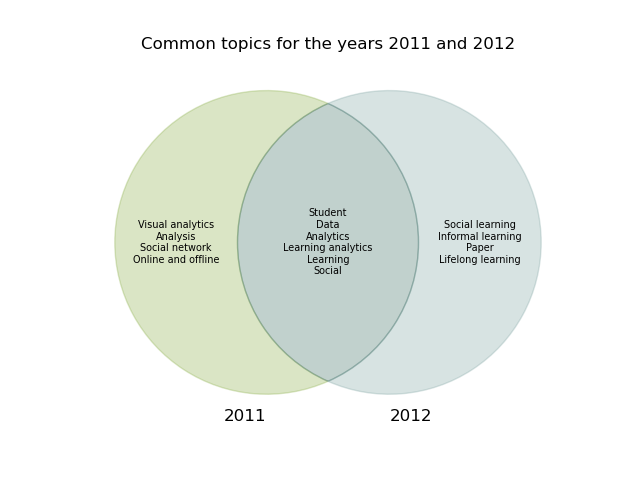 Common topics for the years 2011 and 2012
Visual analytics
Analysis
Social network
Online and offline
Student
Data
Analytics
Learning analytics
Learning
Social
Social learning
Informal learning
Paper
Lifelong learning
2011
2012